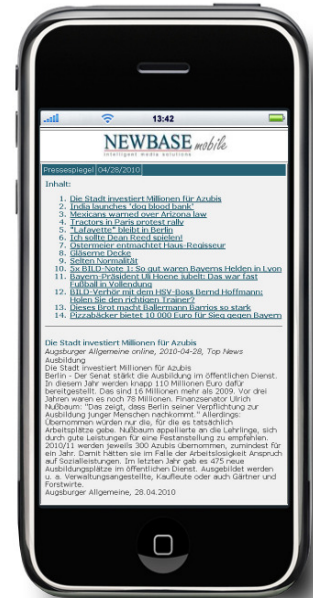 13:42
NEWBASE mobile
intelligent media solutions
Pressespiegel 04/28/2010
Inhalt:
1. Die Stadt investiert Millionen für Azubis
2. India launches 'dog blood bank'
3. Mexicans warned over Arizona law
4. Tractors in Paris protest rally
5. "Lafayette" bleibt in Berlin
6. Ich sollte Dean Reed spielen!
7. Ostermeier entmachtet Haus-Regisseur
8. Gläserne Decke
9. Selten Normalität
10. 5x BILD-Note 1: So gut waren Bayerns Helden in Lyon
11. Bayern-Präsident Uli Hoene jubelt: Das war fast
Fußball in Vollendung
12. BILD-Verhör mit dem HSV-Boss Bernd Hoffmann:
Holen Sie den richtigen Trainer?
13. Dieses Brot macht Ballermann Barrios so stark
14. Pizzabäcker bietet 10 000 Euro für Sieg gegen Bayern
Die Stadt investiert Millionen für Azubis
Augsburger Allgemeine online, 2010-04-28, Top News
Ausbildung
Die Stadt investiert Millionen für Azubis
Berlin - Der Senat stärkt die Ausbildung im öffentlichen Dienst.
In diesem Jahr werden knapp 110 Millionen Euro dafür
bereitgestellt. Das sind 16 Millionen mehr als 2009. Vor drei
Jahren waren es noch 78 Millionen. Finanzsenator Ulrich
Nußbaum: "Das zeigt, dass Berlin seiner Verpflichtung zur
Ausbildung junger Menschen nachkommt." Allerdings:
Übernommen würden nur die, für die es tatsächlich
Arbeitsplätze gebe. Nußbaum appellierte an die Lehrlinge, sich
durch gute Leistungen für eine Festanstellung zu empfehlen.
2010/11 werden jeweils 300 Azubis übernommen, zumindest für
ein Jahr. Damit hätten sie im Falle der Arbeitslosigkeit Anspruch
auf Sozialleistungen. Im letzten Jahr gab es 475 neue
Ausbildungsplätze im öffentlichen Dienst. Ausgebildet werden
u. a. Verwaltungsangestellte, Kaufleute oder auch Gärtner und
Forstwirte.
Augsburger Allgemeine, 28.04.2010